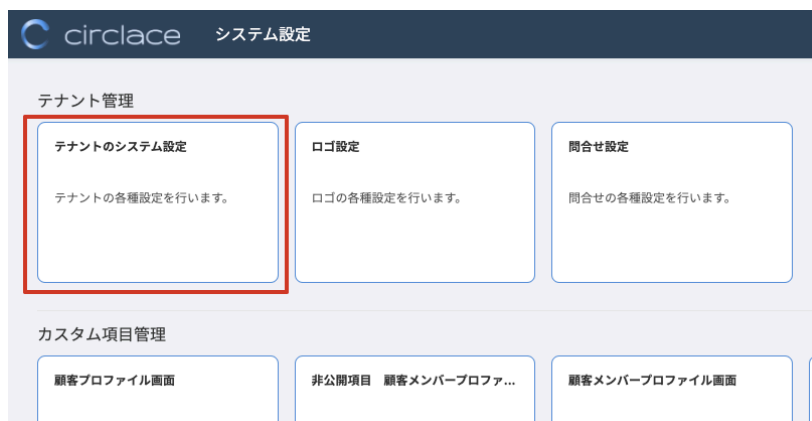 circlace システム設定
テナント管理
テナントのシステム設定
テナントの各種設定を行います。
ロゴ設定
ロゴの各種設定を行います。
問合せ設定
問合せの各種設定を行います。
カスタム項目管理
顧客プロファイル画面
非公開項目　顧客メンバープロファ...
顧客メンバープロファイル画面